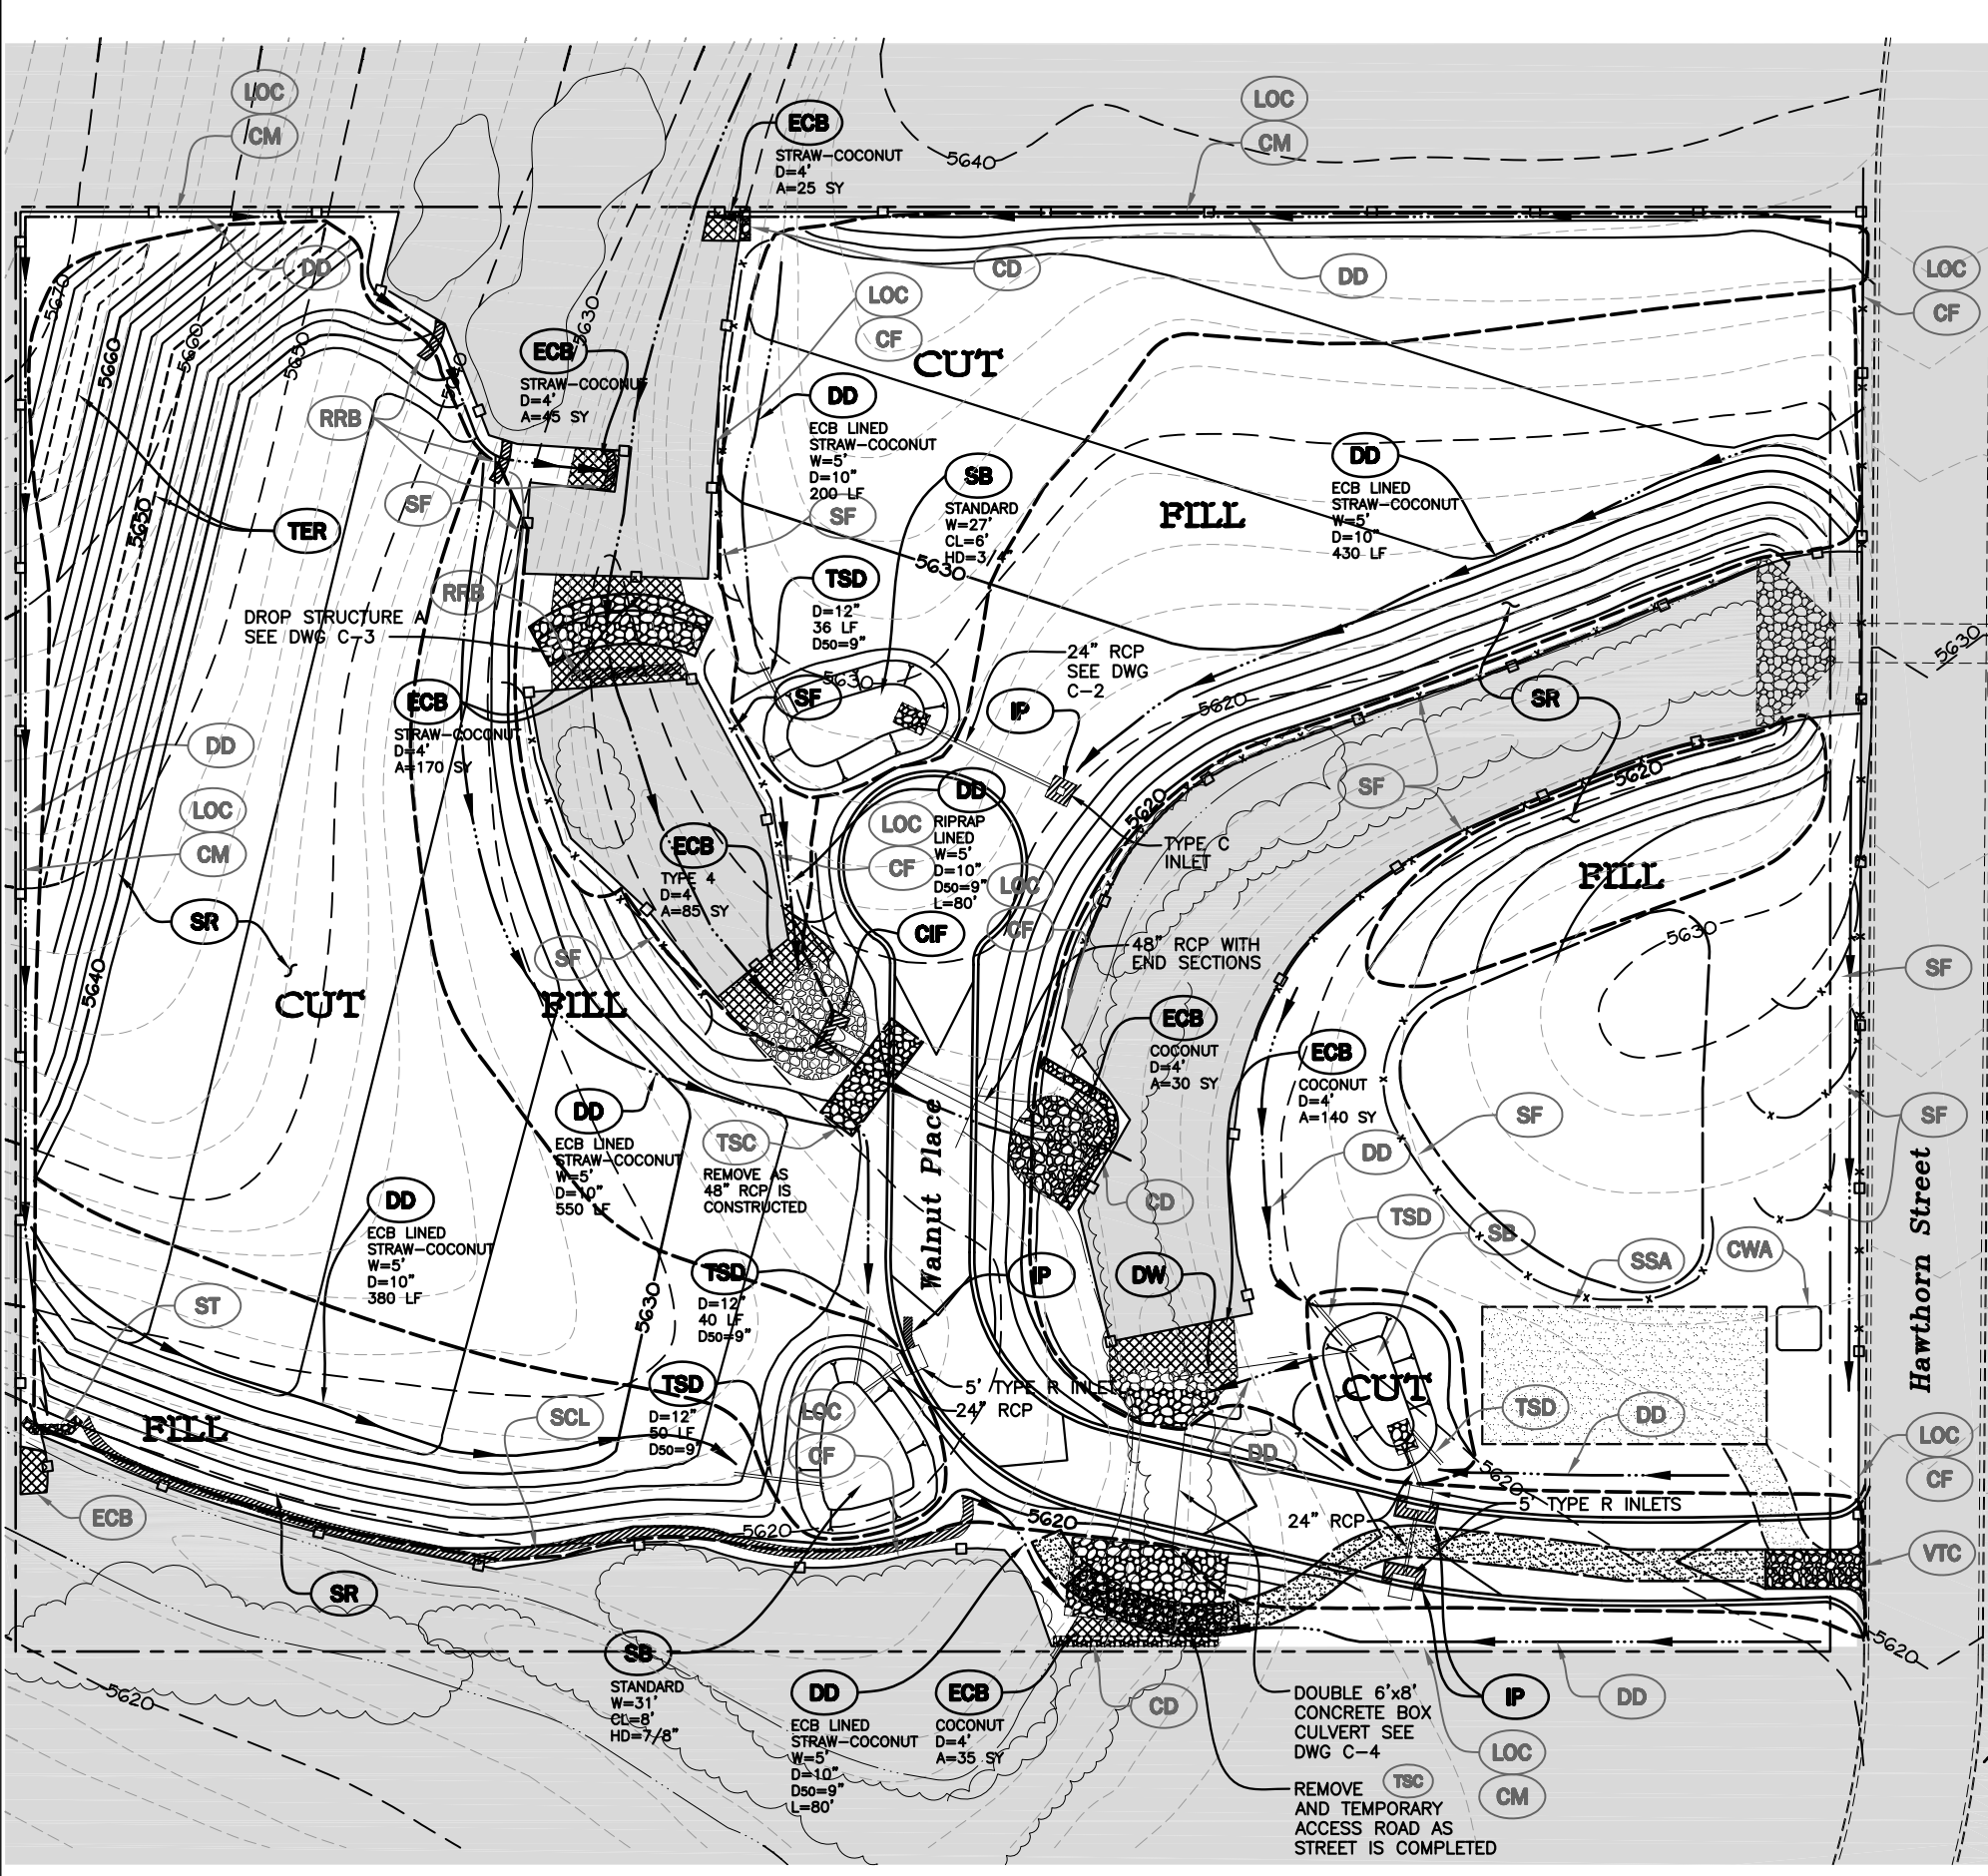 LOC
CM
LOC
CM
ECB
STRAW-COCONUT
D=4'
A=25 SY
5640
DD
CD
DD
LOC
CF
LOC
CF
5670
5660
5660
5650
5640
5630
ECB
STRAW-COCONUT
D=4'
A=45 SY
CUT
RRB
DD
ECB LINED
STRAW-COCONUT
W=5'
D=10"
200 LF
SB
STANDARD
W=27'
CL=6'
HD=3/4"
DD
ECB LINED
STRAW-COCONUT
W=5'
D=10"
430 LF
SF
SF
FILL
5650
TER
5630
TSD
D=12"
36 LF
D50=9"
RRB
DROP STRUCTURE A
SEE DWG C-3
24" RCP
SEE DWG
C-2
5630
5630
SF
IP
SR
5620
ECB
STRAW-COCONUT
D=4'
A=170 SY
DD
LOC
CM
DD
RIPRAP
LINED
W=5'
D=10"
D50=9"
L=80'
LOC
CF
SF
5620
5620
ECB
TYPE 4
D=4'
A=85 SY
TYPE C
INLET
LOC
CF
FILL
SR
CIF
5630
48" RCP WITH
END SECTIONS
SF
SF
5640
CUT
FILL
ECB
COCONUT
D=4'
A=30 SY
ECB
COCONUT
D=4'
A=140 SY
DD
ECB LINED
STRAW-COCONUT
W=5'
D=10"
550 LF
TSC
REMOVE AS
48" RCP IS
CONSTRUCTED
Walnut Place
SF
SF
DD
CD
DD
ECB LINED
STRAW-COCONUT
W=5'
D=10"
380 LF
TSD
SB
SSA
CWA
Hawthorn Street
TSD
D=12"
40 LF
D50=9"
IP
DW
ST
5630
TSD
D=12"
50 LF
D50=9"
5' TYPE R INLET
24" RCP
CUT
LOC
CF
SCL
FILL
TSD
DD
DD
LOC
CF
5620
ECB
5620
5620
24" RCP
5' TYPE R INLETS
VTC
SR
5620
SB
STANDARD
W=31'
CL=8'
HD=7/8"
5620
DD
ECB LINED
STRAW-COCONUT
W=5'
D=10"
D50=9"
L=80'
ECB
COCONUT
D=4'
A=35 SY
CD
DOUBLE 6'x8'
CONCRETE BOX
CULVERT SEE
DWG C-4
IP
DD
LOC
CM
REMOVE TSC
AND TEMPORARY
ACCESS ROAD AS
STREET IS COMPLETED